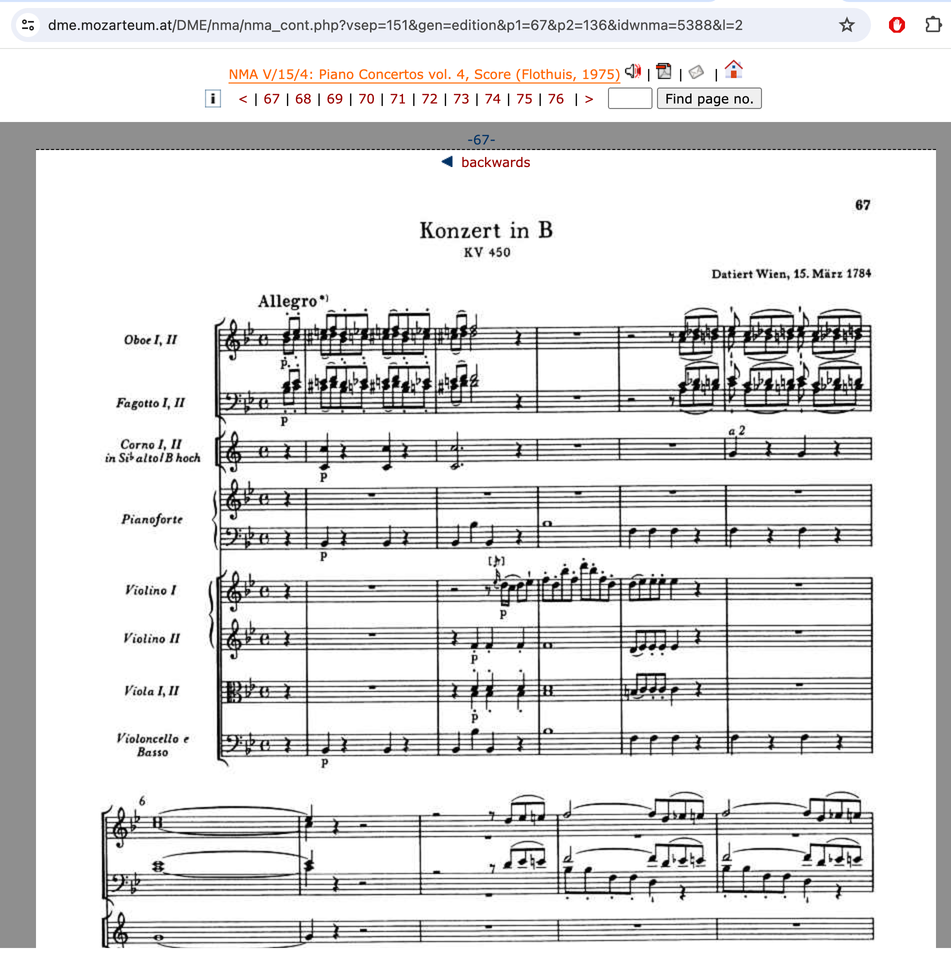 dme.mozarteum.at/DME/nma/nma_cont.php?vsep=151&gen=edition&p1=67&p2=136&idwnma=5388&l=2
NMA V/15/4: Piano Concertos vol. 4, Score (Flothuis, 1975) | | |
i < | 67 | 68 | 69 | 70 | 71 | 72 | 73 | 74 | 75 | 76 | > Find page no.
-67-
◄ backwards
67
Konzert in B
KV 450
Datiert Wien, 15. März 1784
Allegro*)
Oboe I, II
p
Fagotto I, II
p
a 2
Corno I, II
in Si♭ alto/B hoch
p
Pianoforte
p
[♪]
Violino I
p
Violino II
p
Viola I, II
p
Violoncello e
Basso
p
6